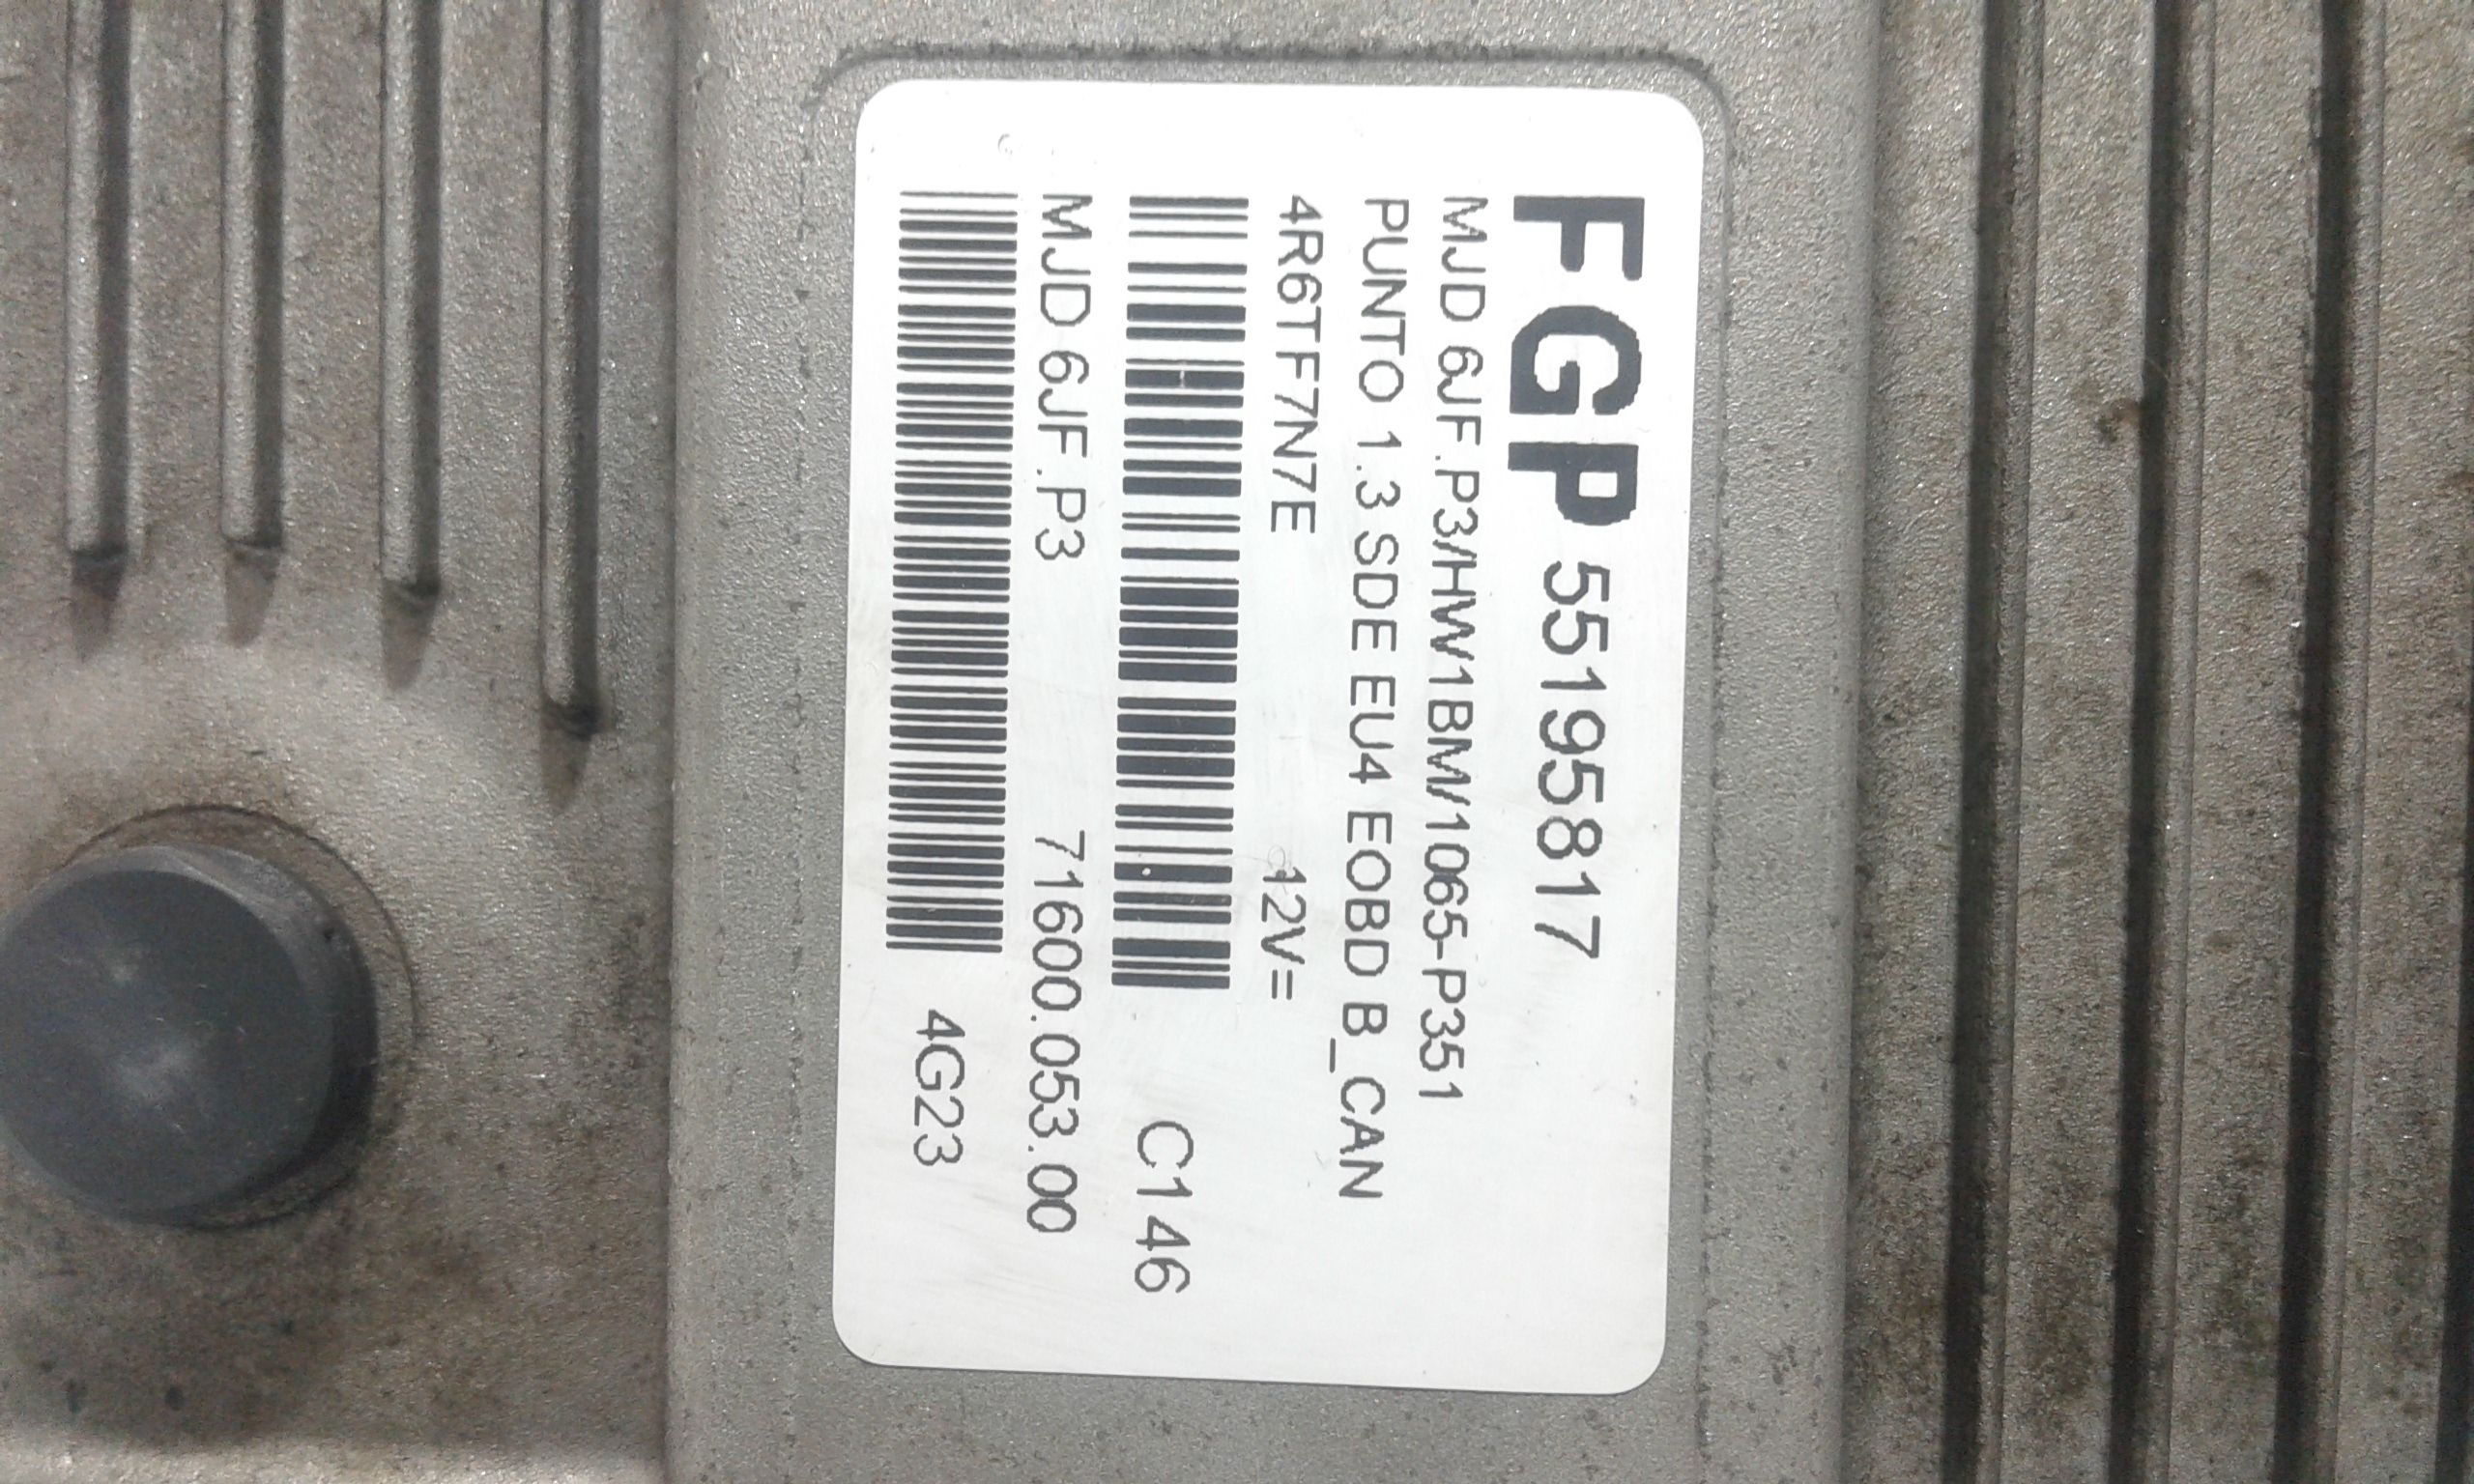 FGP 55195817
MJD 6JF.P3/HW1BM/1065-P351
PUNTO 1.3 SDE EU4 EOBD B_CAN
4R6TF7N7E 12V=
C146
MJD 6JF.P3 71600.053.00
4G23